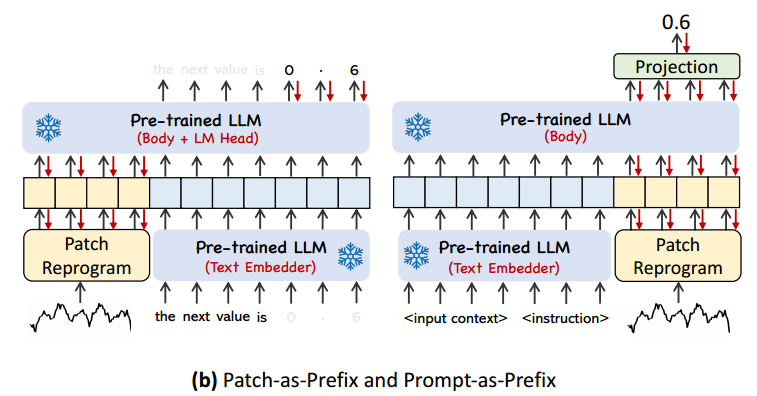 the next value is 0 . 6
Pre-trained LLM
(Body + LM Head)
Patch
Reprogram
Pre-trained LLM
(Text Embedder)
the next value is 0 . 6
0.6
Projection
Pre-trained LLM
(Body)
Pre-trained LLM
(Text Embedder)
Patch
Reprogram
<input context> <instruction>
(b) Patch-as-Prefix and Prompt-as-Prefix